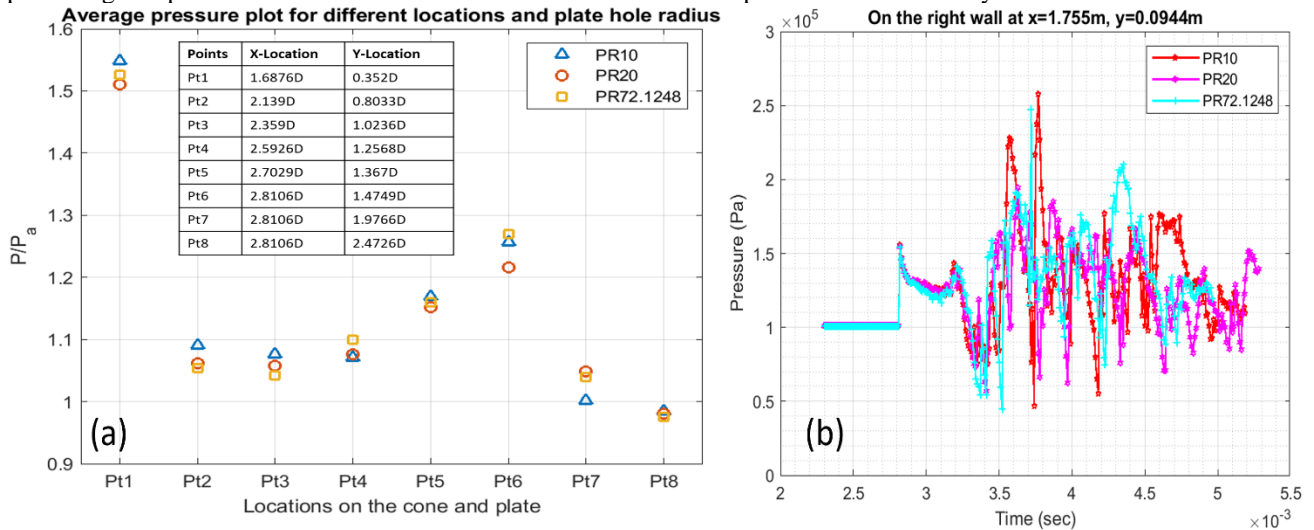 Average pressure plot for different locations and plate hole radius
1.6
1.5
1.4
1.3
1.2
1.1
1
0.9
P/Pa
Points X-Location Y-Location
Pt1 1.6876D 0.352D
Pt2 2.139D 0.8033D
Pt3 2.359D 1.0236D
Pt4 2.5926D 1.2568D
Pt5 2.7029D 1.367D
Pt6 2.8106D 1.4749D
Pt7 2.8106D 1.9766D
Pt8 2.8106D 2.4726D
PR10
PR20
PR72.1248
(a)
Pt1 Pt2 Pt3 Pt4 Pt5 Pt6 Pt7 Pt8
Locations on the cone and plate
On the right wall at x=1.755m, y=0.0944m
×10^5
3
2.5
2
1.5
1
0.5
0
Pressure (Pa)
PR10
PR20
PR72.1248
(b)
2 2.5 3 3.5 4 4.5 5 5.5
Time (sec)
×10^-3